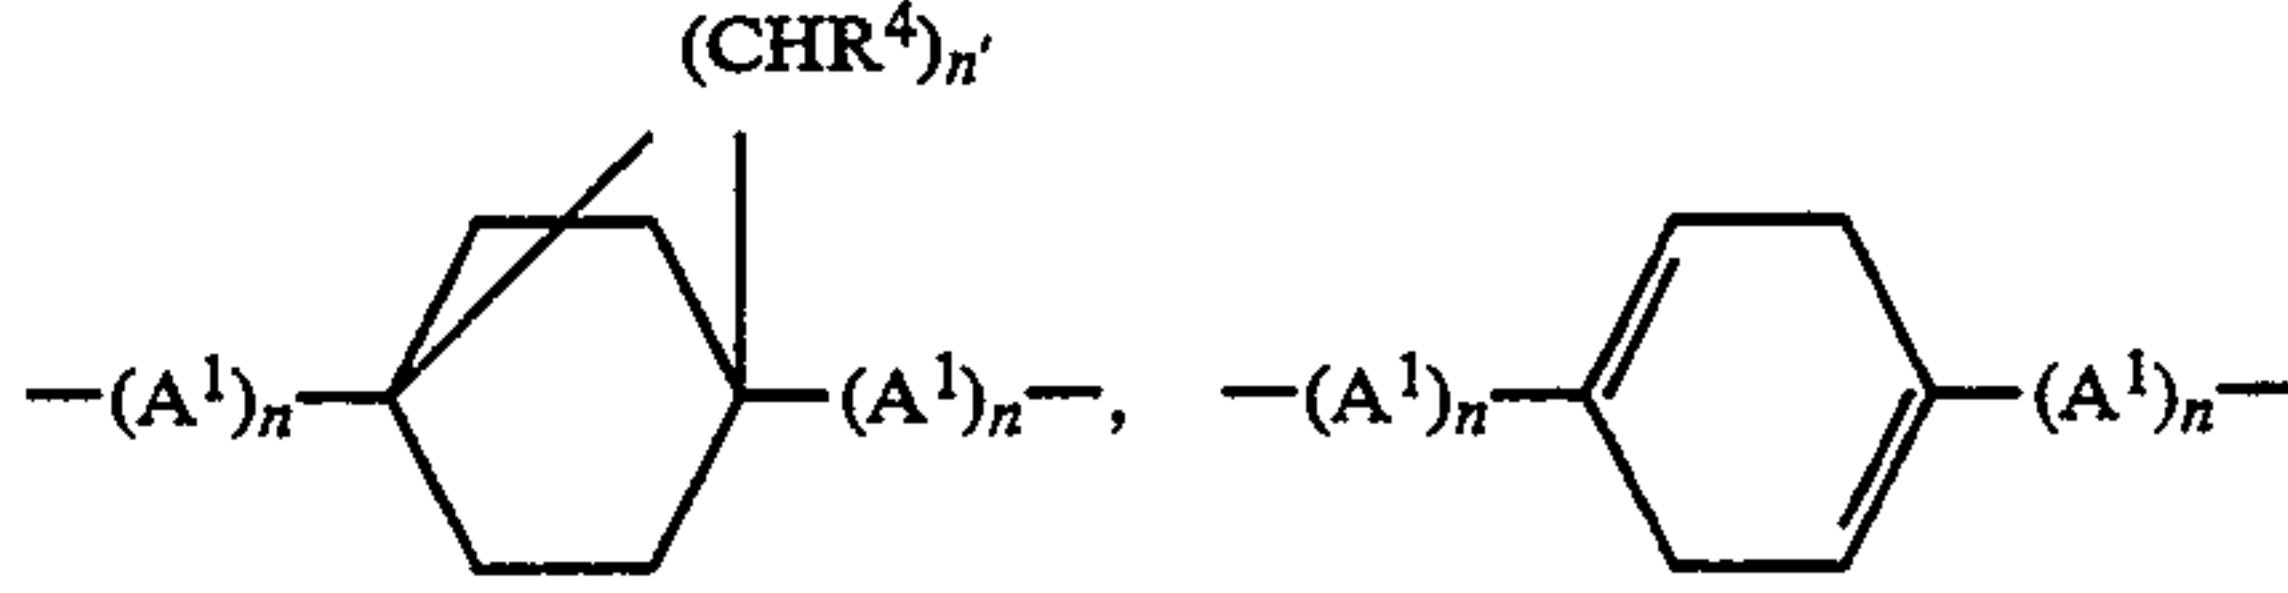 (CHR⁴)n'
—(A¹)n— —(A¹)n—, —(A¹)n— —(A¹)n—